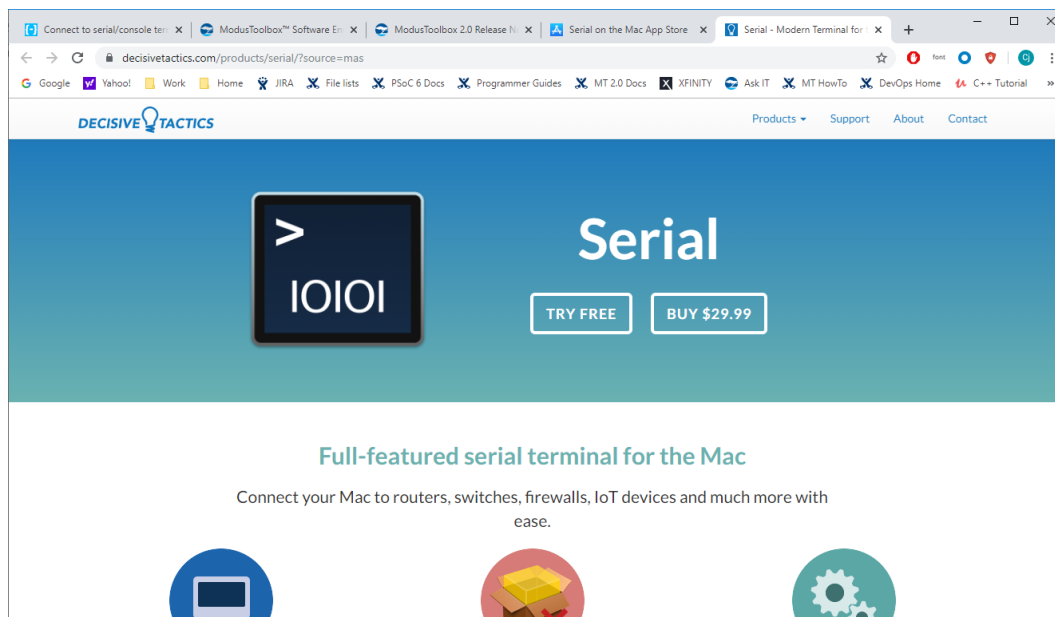 Connect to serial/console ter
ModusToolbox™ Software En
ModusToolbox 2.0 Release N
Serial on the Mac App Store
Serial - Modern Terminal for
decisivetactics.com/products/serial/?source=mas
font
Cj
Google
Yahoo!
Work
Home
JIRA
File lists
PSoC 6 Docs
Programmer Guides
MT 2.0 Docs
XFINITY
Ask IT
MT HowTo
DevOps Home
C++ Tutorial
»
DECISIVE TACTICS
Products
Support
About
Contact
>
IOIOI
Serial
TRY FREE
BUY $29.99
Full-featured serial terminal for the Mac
Connect your Mac to routers, switches, firewalls, IoT devices and much more with
ease.